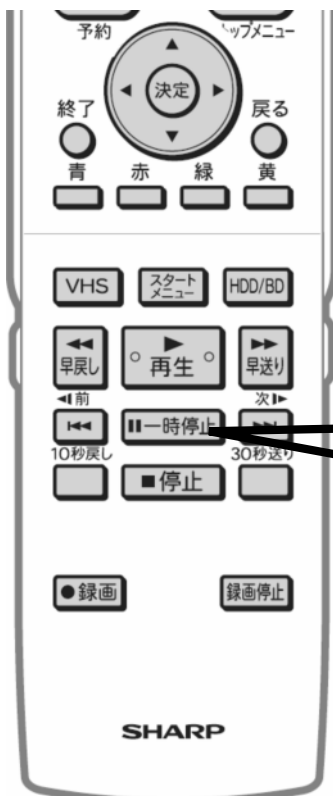 予約
トップメニュー
決定
終了
戻る
青 赤 緑 黄
VHS
スタート
メニュー
HDD/BD
早戻し
再生
早送り
前
次
一時停止
10秒戻し
30秒送り
停止
録画
録画停止
SHARP